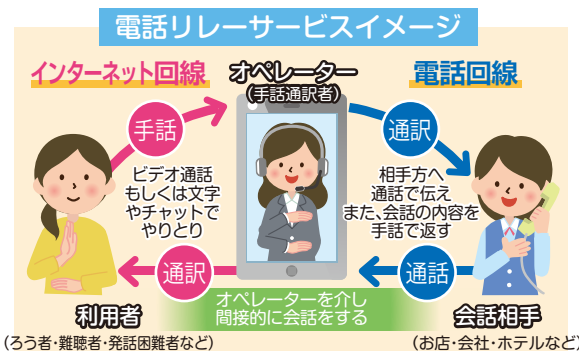 電話リレーサービスイメージ
インターネット回線
オペレーター
(手話通訳者)
電話回線
手話
通訳
ビデオ通話
もしくは文字
やチャットで
やりとり
相手方へ
通話で伝え
また、会話の内容を
手話で返す
通訳
通話
オペレーターを介し
間接的に会話をする
利用者
(ろう者・難聴者・発話困難者など)
会話相手
(お店・会社・ホテルなど)